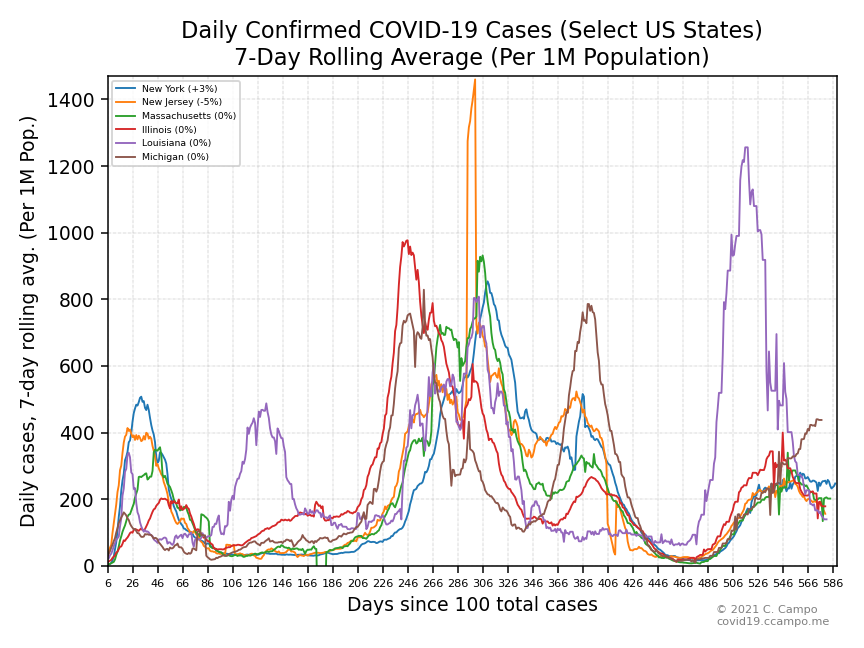 Daily Confirmed COVID-19 Cases (Select US States)
7-Day Rolling Average (Per 1M Population)
Daily cases, 7-day rolling avg. (Per 1M Pop.)
1400
1200
1000
800
600
400
200
0
New York (+3%)
New Jersey (-5%)
Massachusetts (0%)
Illinois (0%)
Louisiana (0%)
Michigan (0%)
6 26 46 66 86 106 126 146 166 186 206 226 246 266 286 306 326 346 366 386 406 426 446 466 486 506 526 546 566 586
Days since 100 total cases
© 2021 C. Campo
covid19.ccampo.me